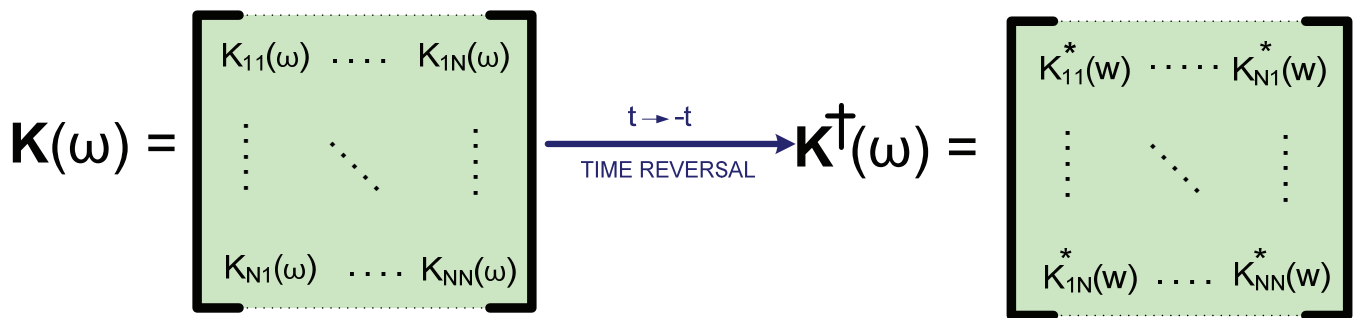 K(ω) =
K₁₁(ω) .... K₁N(ω)
KN₁(ω) .... KNN(ω)
t → -t
TIME REVERSAL
K†(ω) =
K*₁₁(w) ..... K*N₁(w)
K*₁N(w) .... K*NN(w)